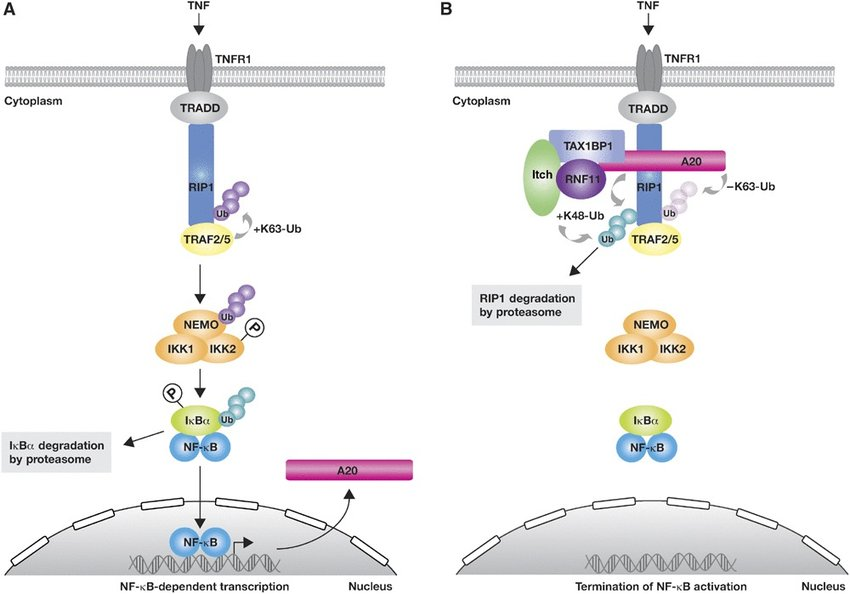 A
TNF
TNFR1
Cytoplasm
TRADD
RIP1
Ub
+K63-Ub
TRAF2/5
NEMO
Ub
P
IKK1
IKK2
P
IκBα
Ub
NF-κB
IκBα degradation
by proteasome
A20
NF-κB
NF-κB-dependent transcription
Nucleus
B
TNF
TNFR1
Cytoplasm
TRADD
TAX1BP1
A20
Itch
RNF11
RIP1
–K63-Ub
+K48-Ub
Ub
Ub
TRAF2/5
RIP1 degradation
by proteasome
NEMO
IKK1
IKK2
IκBα
NF-κB
Termination of NF-κB activation
Nucleus